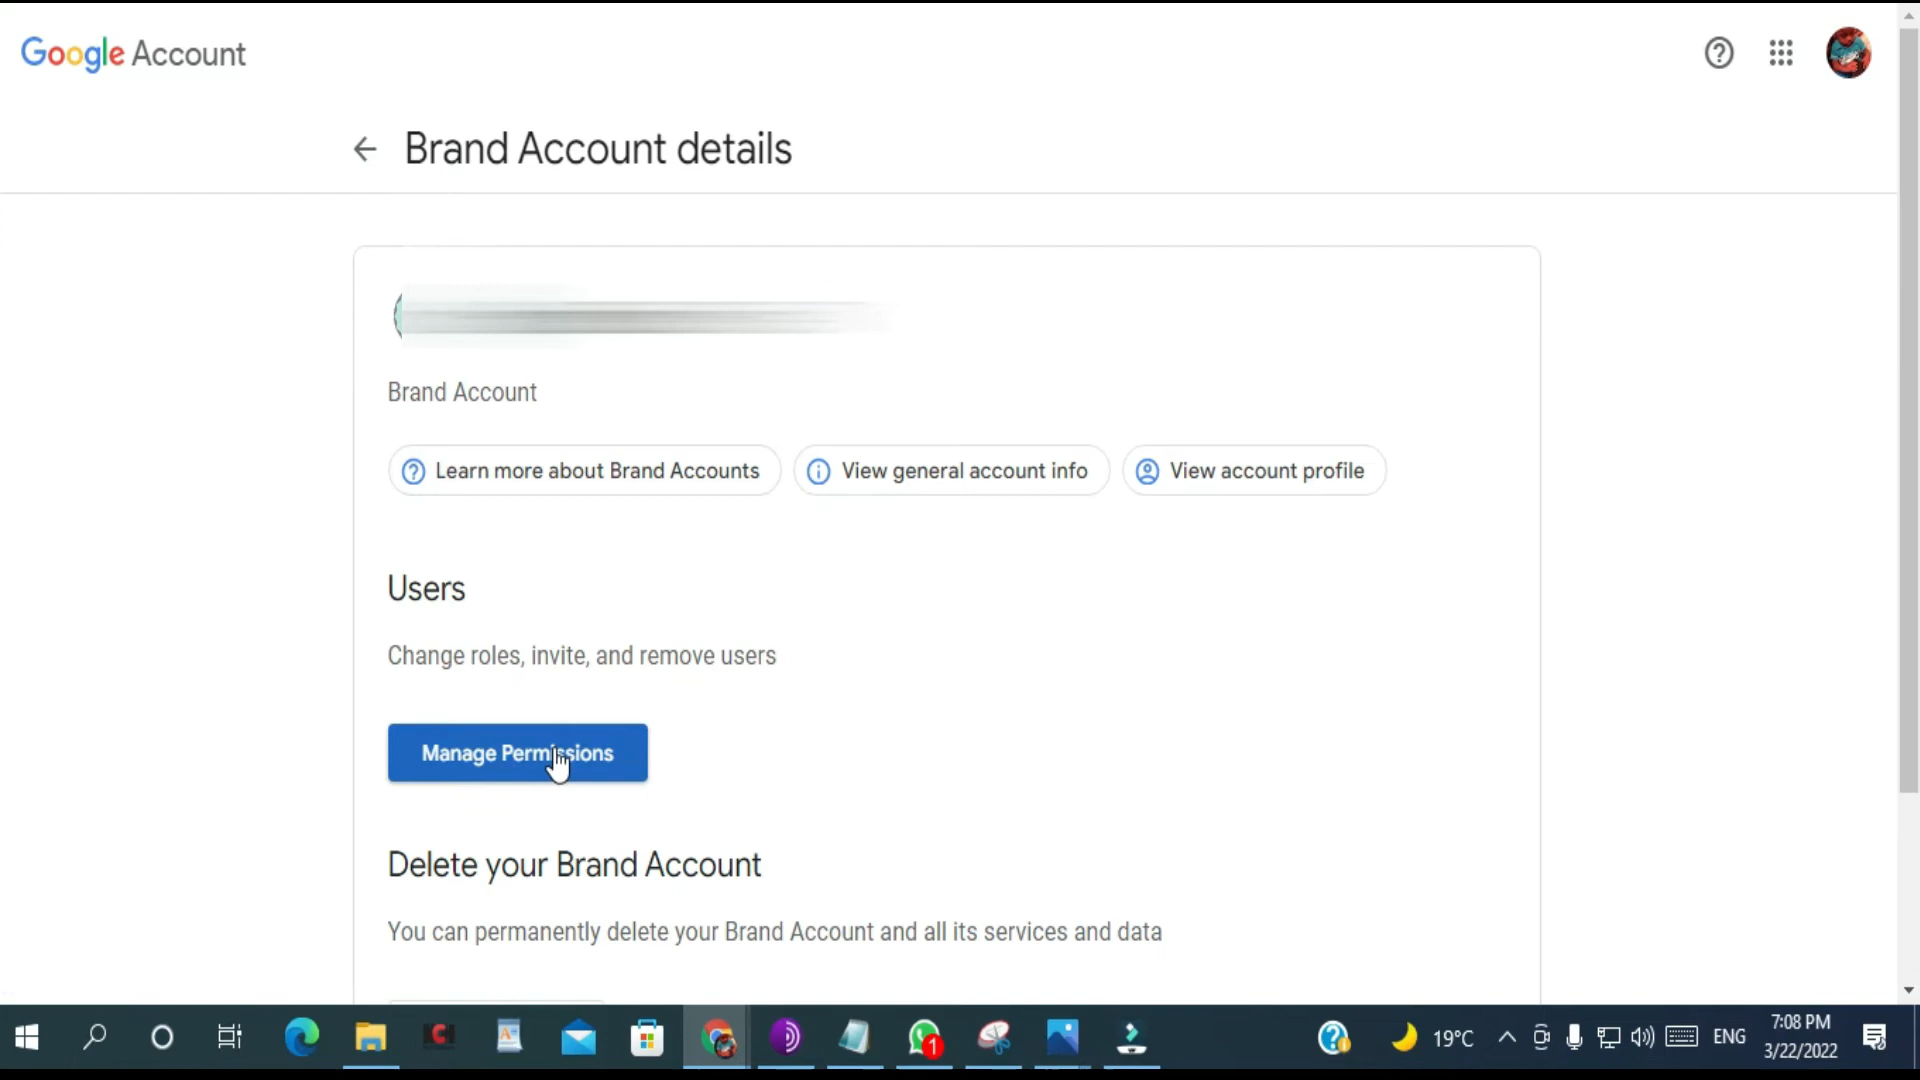 Google Account
Brand Account details
Brand Account
Learn more about Brand Accounts
View general account info
View account profile
Users
Change roles, invite, and remove users
Manage Permissions
Delete your Brand Account
You can permanently delete your Brand Account and all its services and data
1
19°C
ENG
7:08 PM
3/22/2022